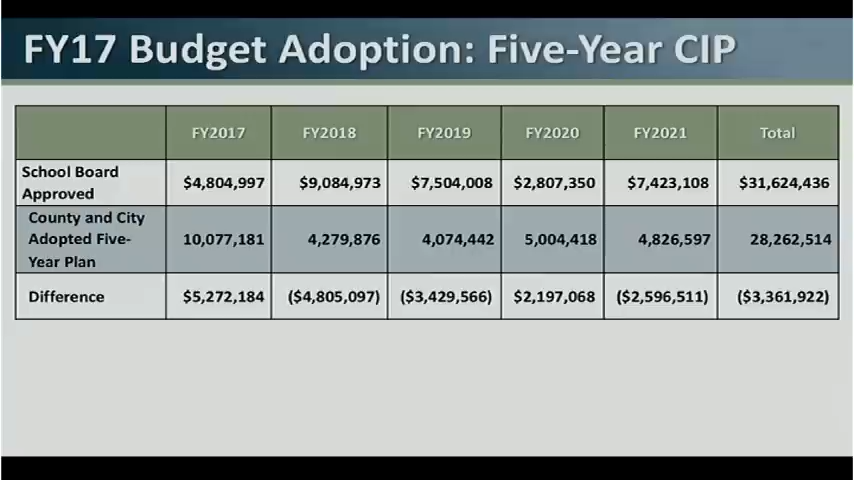 FY17 Budget Adoption: Five-Year CIP
FY2017 FY2018 FY2019 FY2020 FY2021 Total
School Board
Approved
$4,804,997 $9,084,973 $7,504,008 $2,807,350 $7,423,108 $31,624,436
County and City
Adopted Five-
Year Plan
10,077,181 4,279,876 4,074,442 5,004,418 4,826,597 28,262,514
Difference $5,272,184 ($4,805,097) ($3,429,566) $2,197,068 ($2,596,511) ($3,361,922)